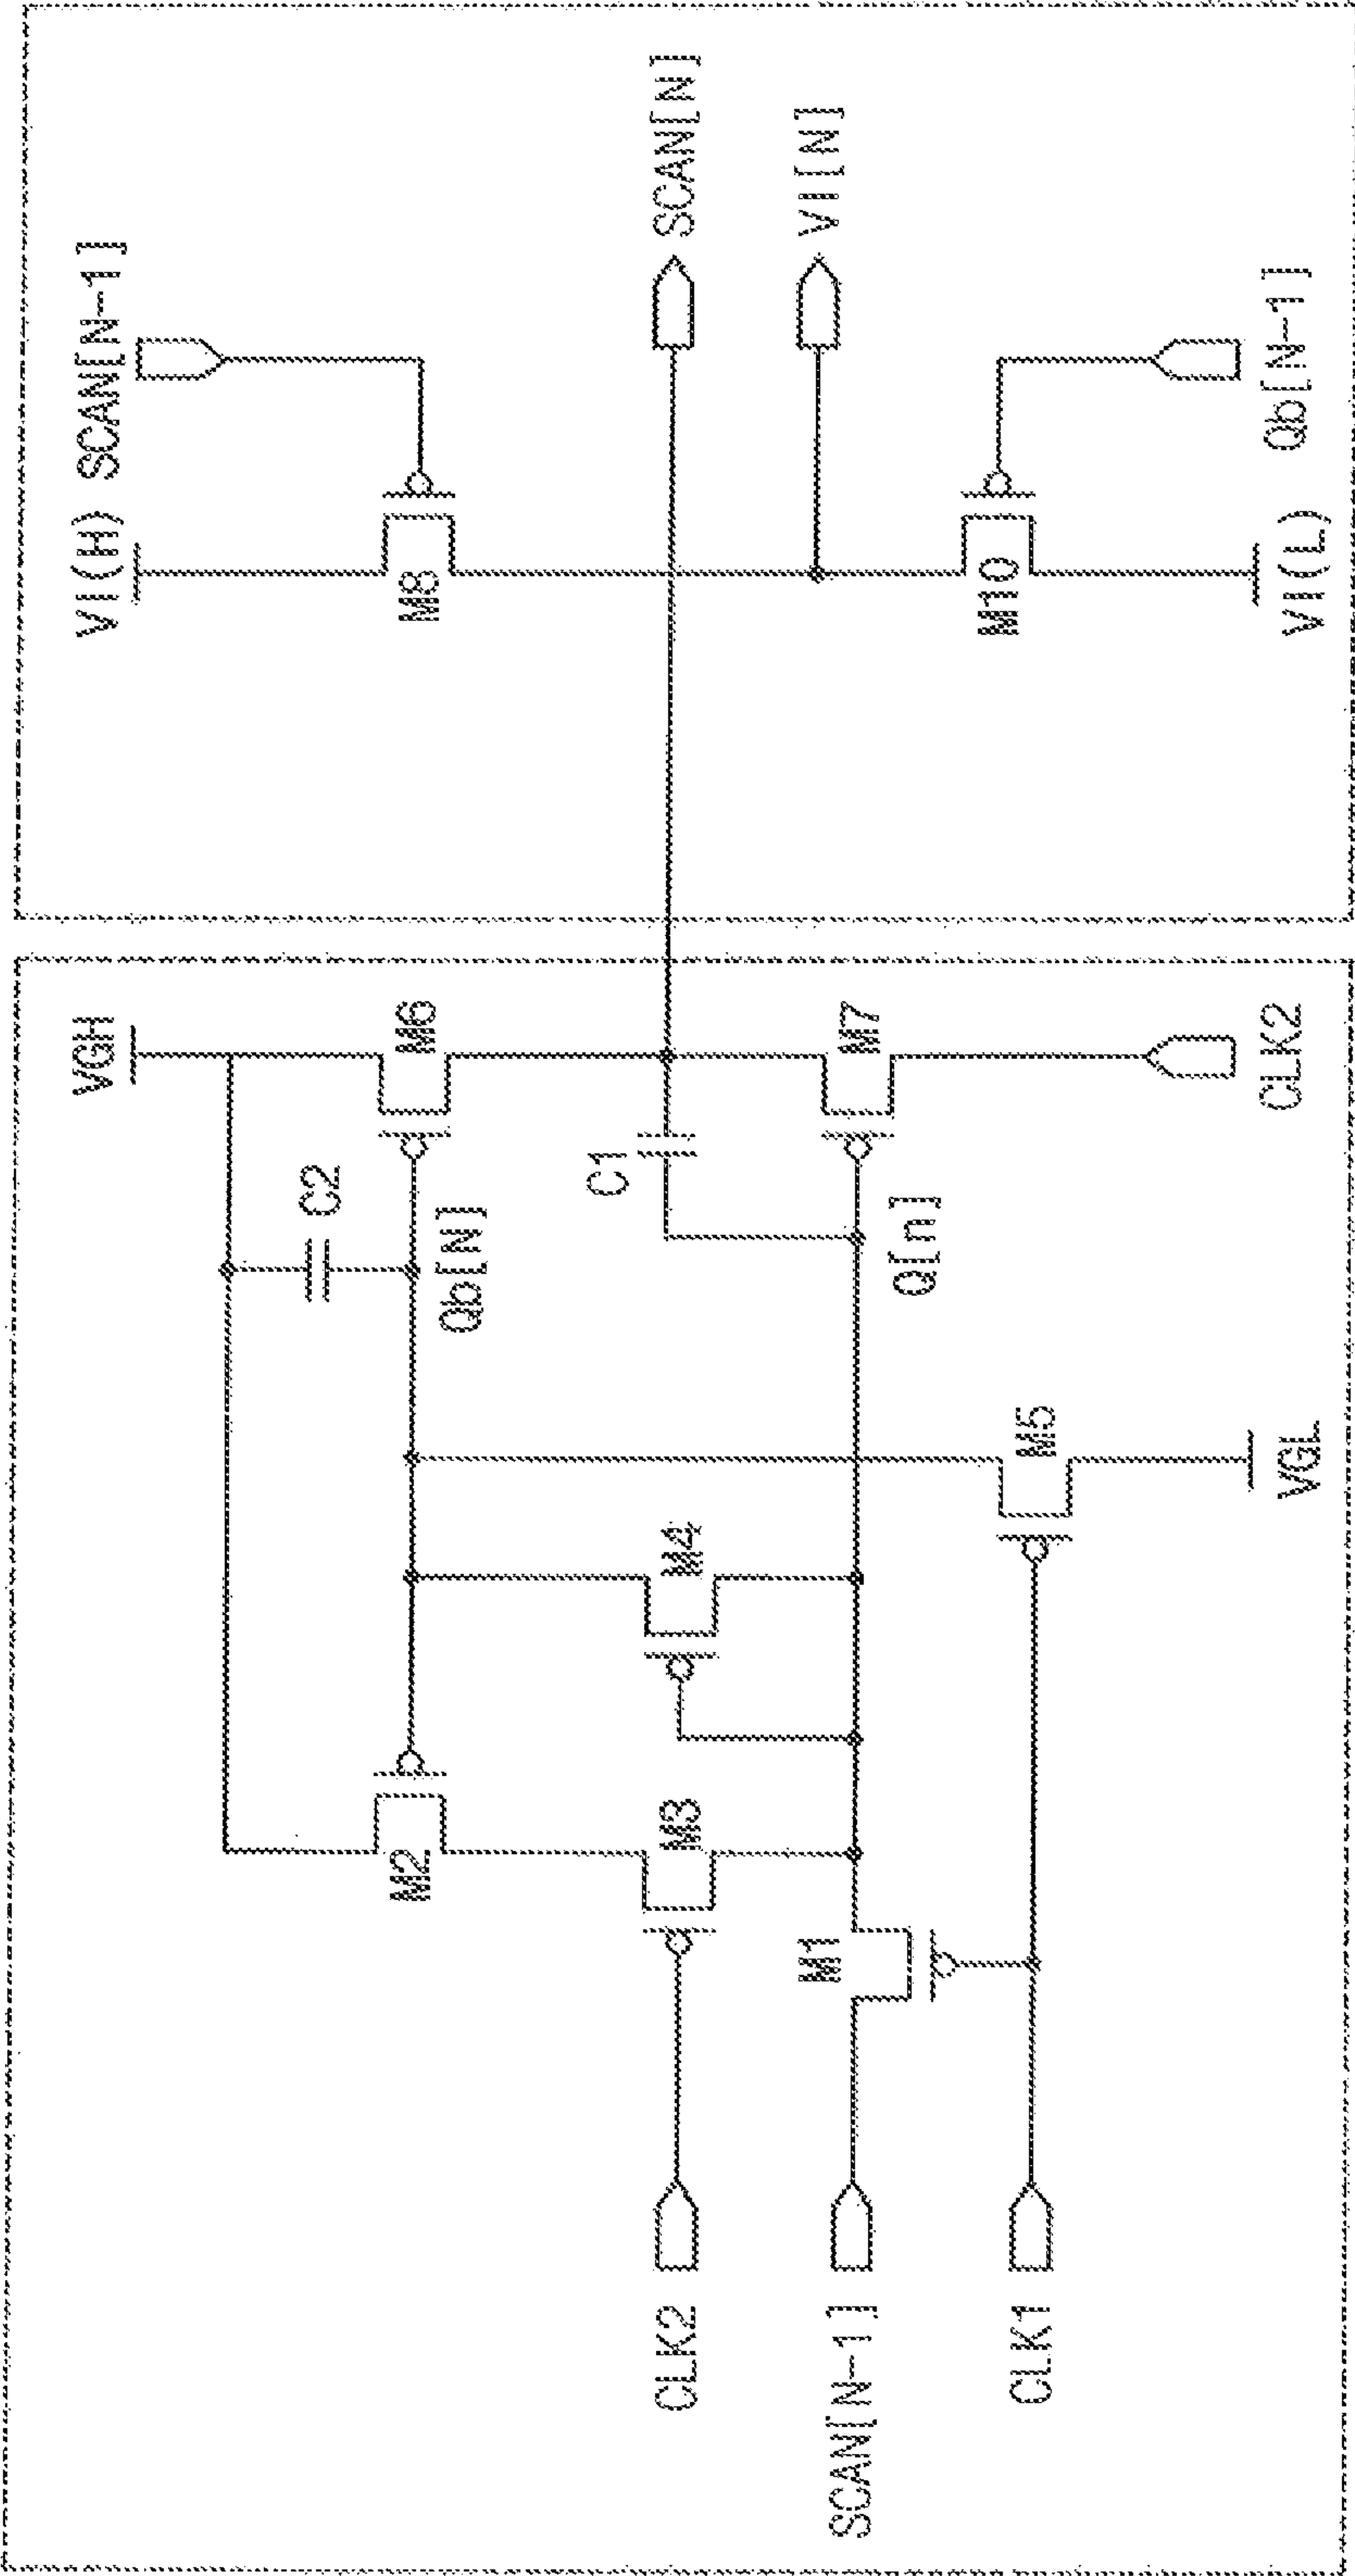 VGH
VI(H)
SCAN[N-1]
C2
M6
M2
M8
Qb[N]
CLK2
M3
M4
C1
SCAN[N]
SCAN[N-1]
M1
Q[n]
M7
VI[N]
CLK1
M5
M10
VGL
CLK2
VI(L)
Qb[N-1]